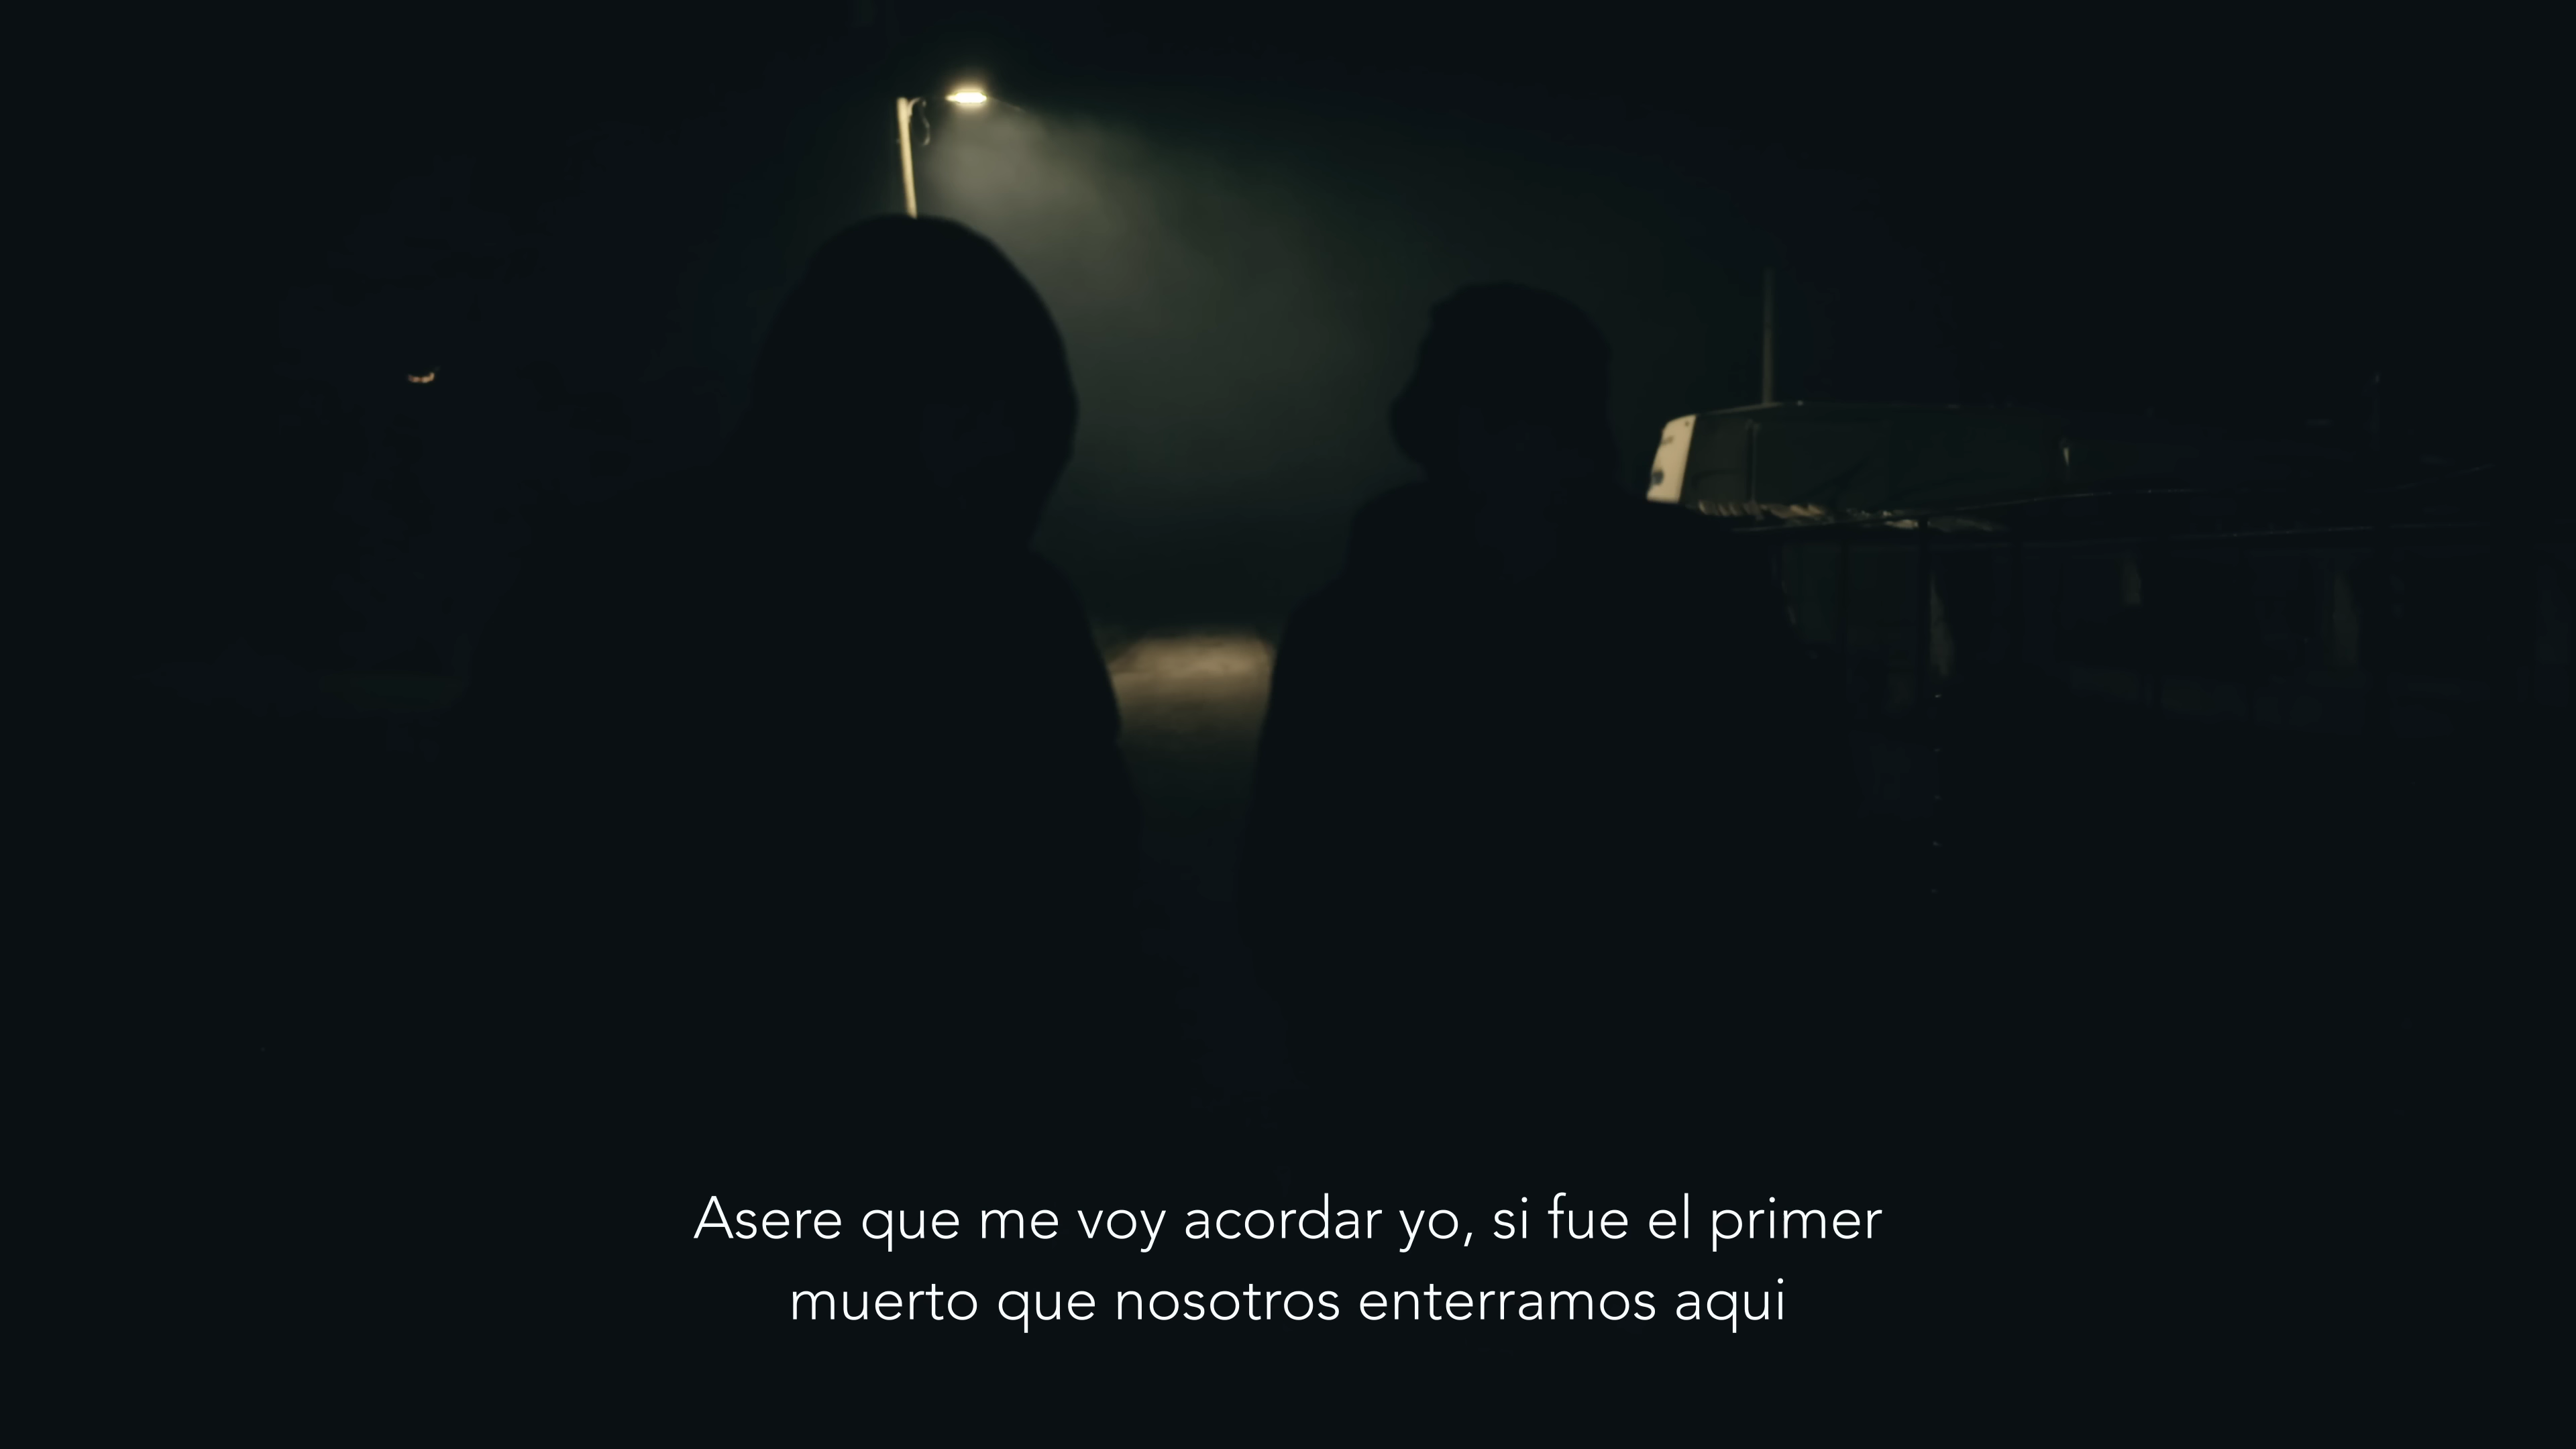 Asere que me voy acordar yo, si fue el primer
muerto que nosotros enterramos aqui